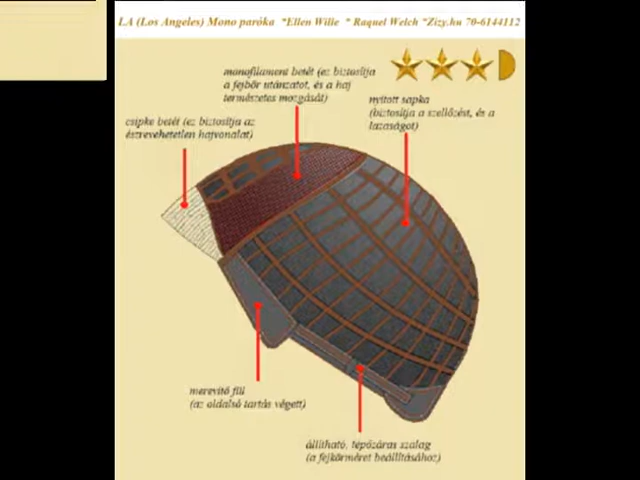 LA (Los Angeles) Mono paróka "Ellen Wille " Raquel Welch "Zizy.hu 70-6144112
monofilament betét (ez biztosítja
a fejbőr utánzatot, és a haj
természetes mozgását)
nyitott sapka
(biztosítja a szellőzést, és a
lazaságot)
csipke betét (ez biztosítja az
észrevehetetlen hajvonalat)
merevítő fül
(az oldalsó tartás végett)
állítható, tépőzáras szalag
(a fejkörméret beállításához)